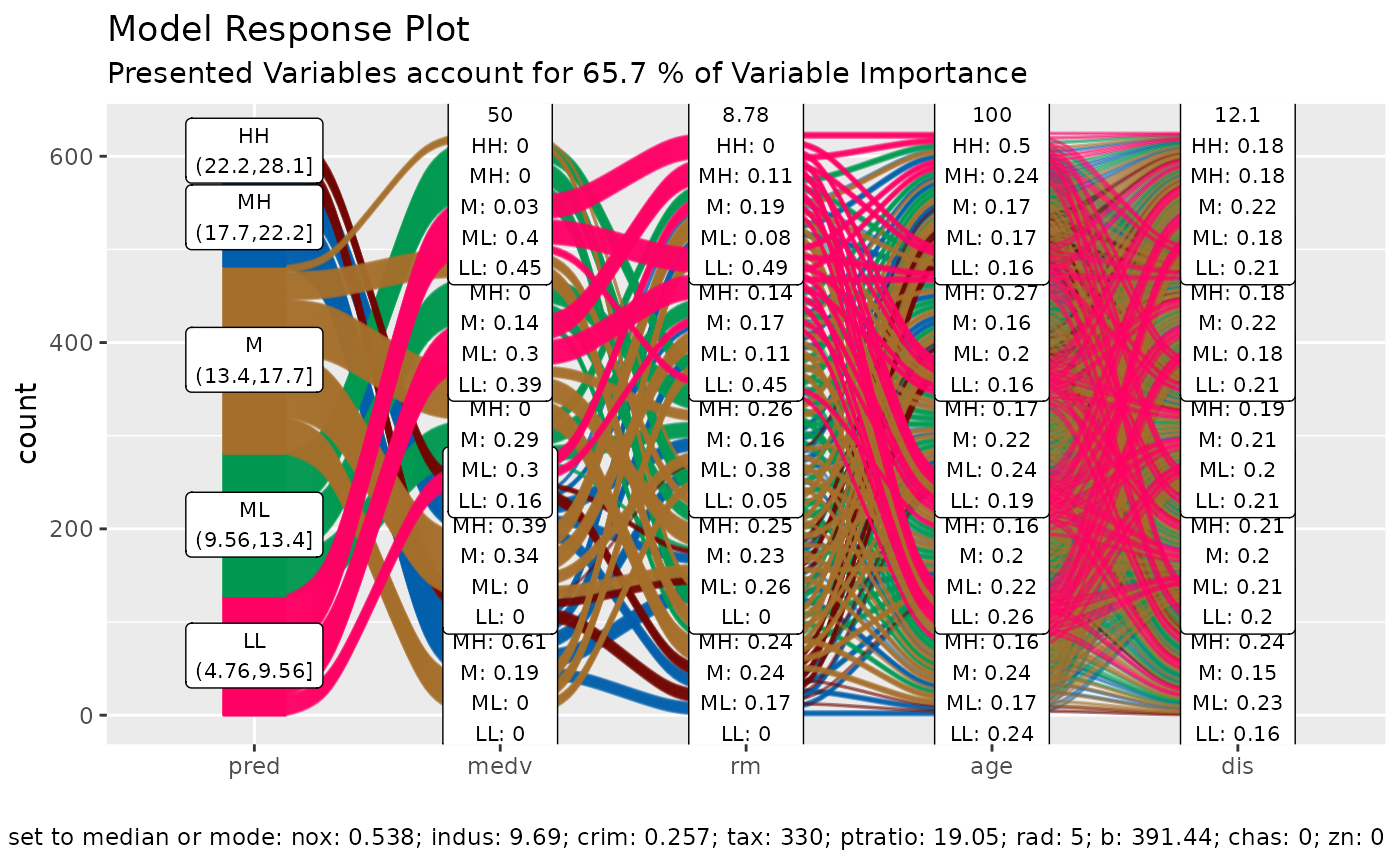 Model Response Plot
Presented Variables account for 65.7 % of Variable Importance
count
600
400
200
0
HH
(22.2,28.1]
MH
(17.7,22.2]
M
(13.4,17.7]
ML
(9.56,13.4]
LL
(4.76,9.56]
50
HH: 0
MH: 0
M: 0.03
ML: 0.4
LL: 0.45
MH: 0
M: 0.14
ML: 0.3
LL: 0.39
MH: 0
M: 0.29
ML: 0.3
LL: 0.16
MH: 0.39
M: 0.34
ML: 0
LL: 0
MH: 0.61
M: 0.19
ML: 0
LL: 0
8.78
HH: 0
MH: 0.11
M: 0.19
ML: 0.08
LL: 0.49
MH: 0.14
M: 0.17
ML: 0.11
LL: 0.45
MH: 0.26
M: 0.16
ML: 0.38
LL: 0.05
MH: 0.25
M: 0.23
ML: 0.26
LL: 0
MH: 0.24
M: 0.24
ML: 0.17
LL: 0
100
HH: 0.5
MH: 0.24
M: 0.17
ML: 0.17
LL: 0.16
MH: 0.27
M: 0.16
ML: 0.2
LL: 0.16
MH: 0.17
M: 0.22
ML: 0.24
LL: 0.19
MH: 0.16
M: 0.2
ML: 0.22
LL: 0.26
MH: 0.16
M: 0.24
ML: 0.17
LL: 0.24
12.1
HH: 0.18
MH: 0.18
M: 0.22
ML: 0.18
LL: 0.21
MH: 0.18
M: 0.22
ML: 0.18
LL: 0.21
MH: 0.19
M: 0.21
ML: 0.2
LL: 0.21
MH: 0.21
M: 0.2
ML: 0.21
LL: 0.2
MH: 0.24
M: 0.15
ML: 0.23
LL: 0.16
pred
medv
rm
age
dis
set to median or mode: nox: 0.538; indus: 9.69; crim: 0.257; tax: 330; ptratio: 19.05; rad: 5; b: 391.44; chas: 0; zn: 0